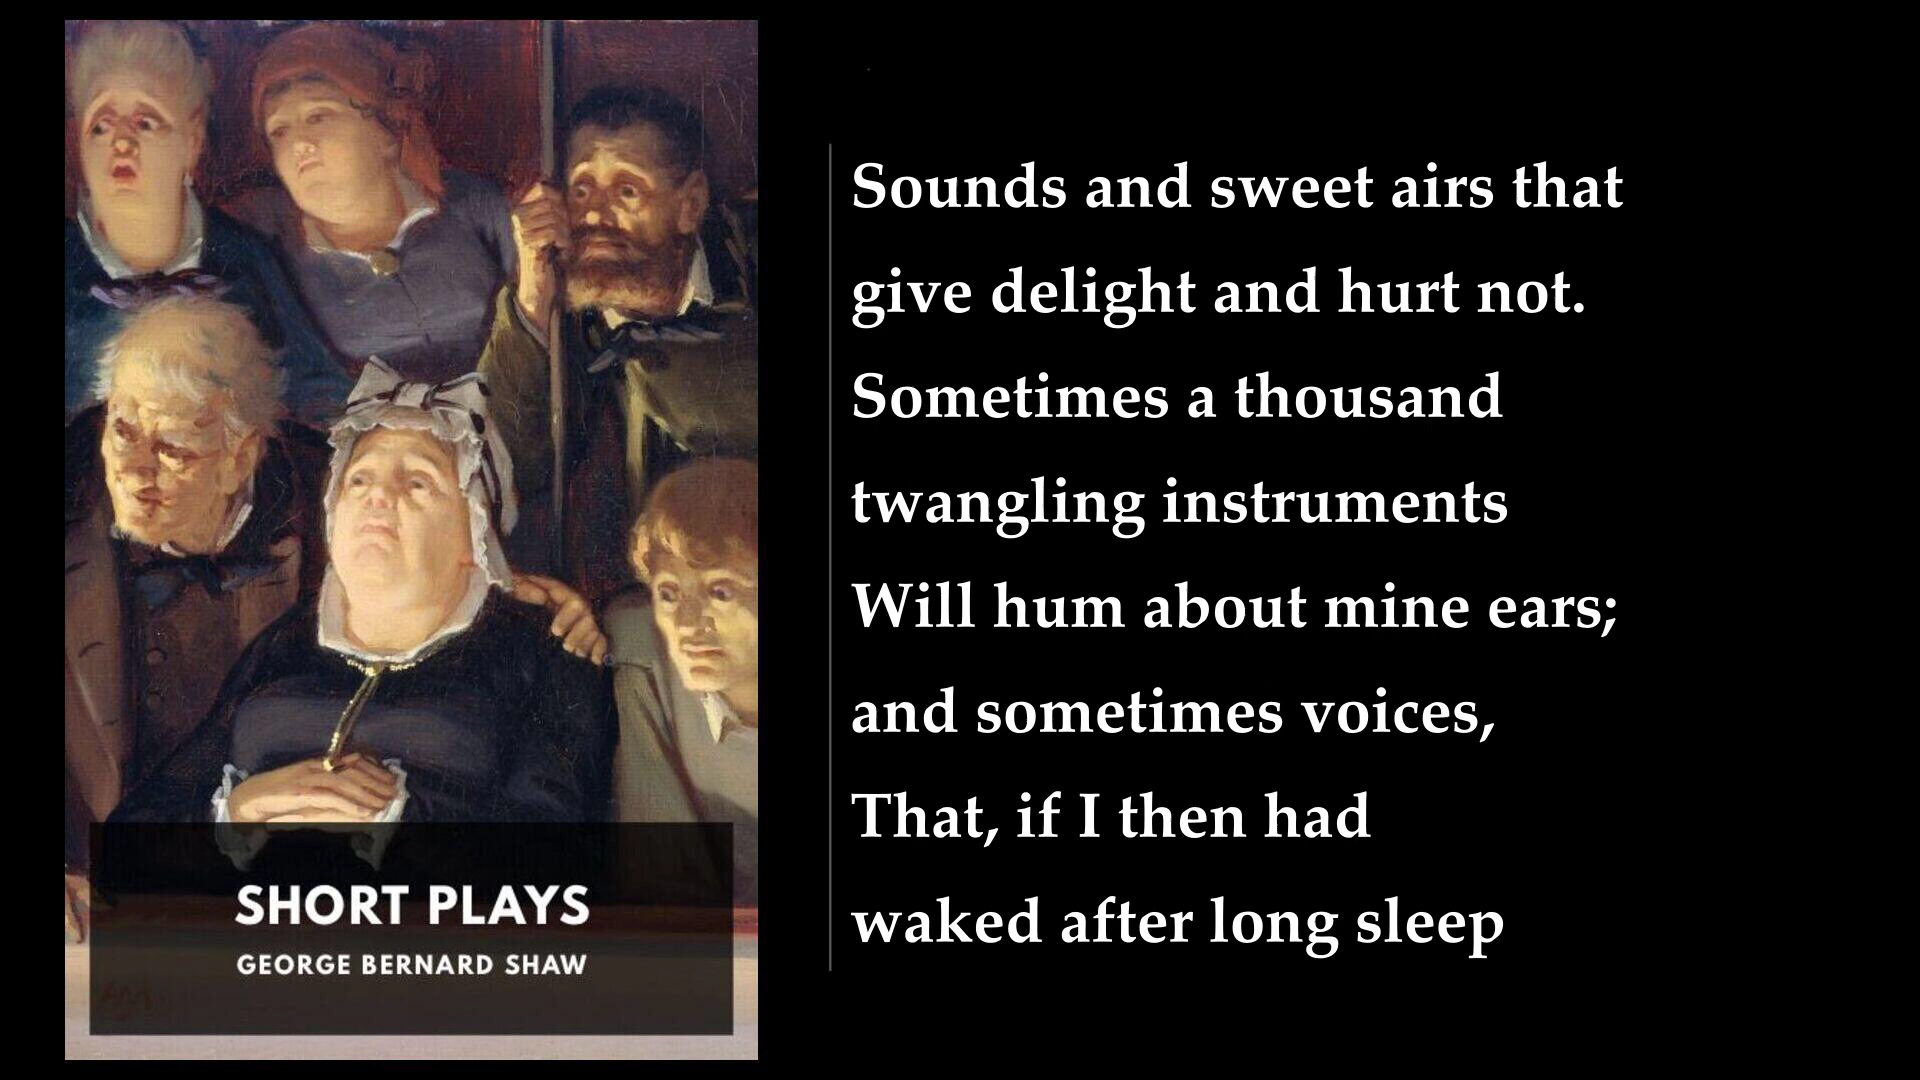 Sounds and sweet airs that
give delight and hurt not.
Sometimes a thousand
twangling instruments
Will hum about mine ears;
and sometimes voices,
That, if I then had
waked after long sleep
SHORT PLAYS
GEORGE BERNARD SHAW